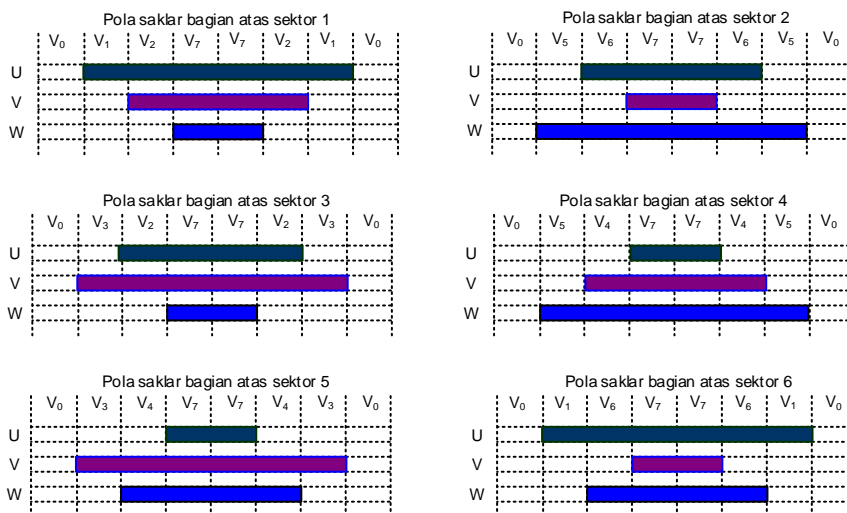 Pola saklar bagian atas sektor 1
V0 V1 V2 V7 V7 V2 V1 V0
U
V
W
Pola saklar bagian atas sektor 2
V0 V5 V6 V7 V7 V6 V5 V0
U
V
W
Pola saklar bagian atas sektor 3
V0 V3 V2 V7 V7 V2 V3 V0
U
V
W
Pola saklar bagian atas sektor 4
V0 V5 V4 V7 V7 V4 V5 V0
U
V
W
Pola saklar bagian atas sektor 5
V0 V3 V4 V7 V7 V4 V3 V0
U
V
W
Pola saklar bagian atas sektor 6
V0 V1 V6 V7 V7 V6 V1 V0
U
V
W